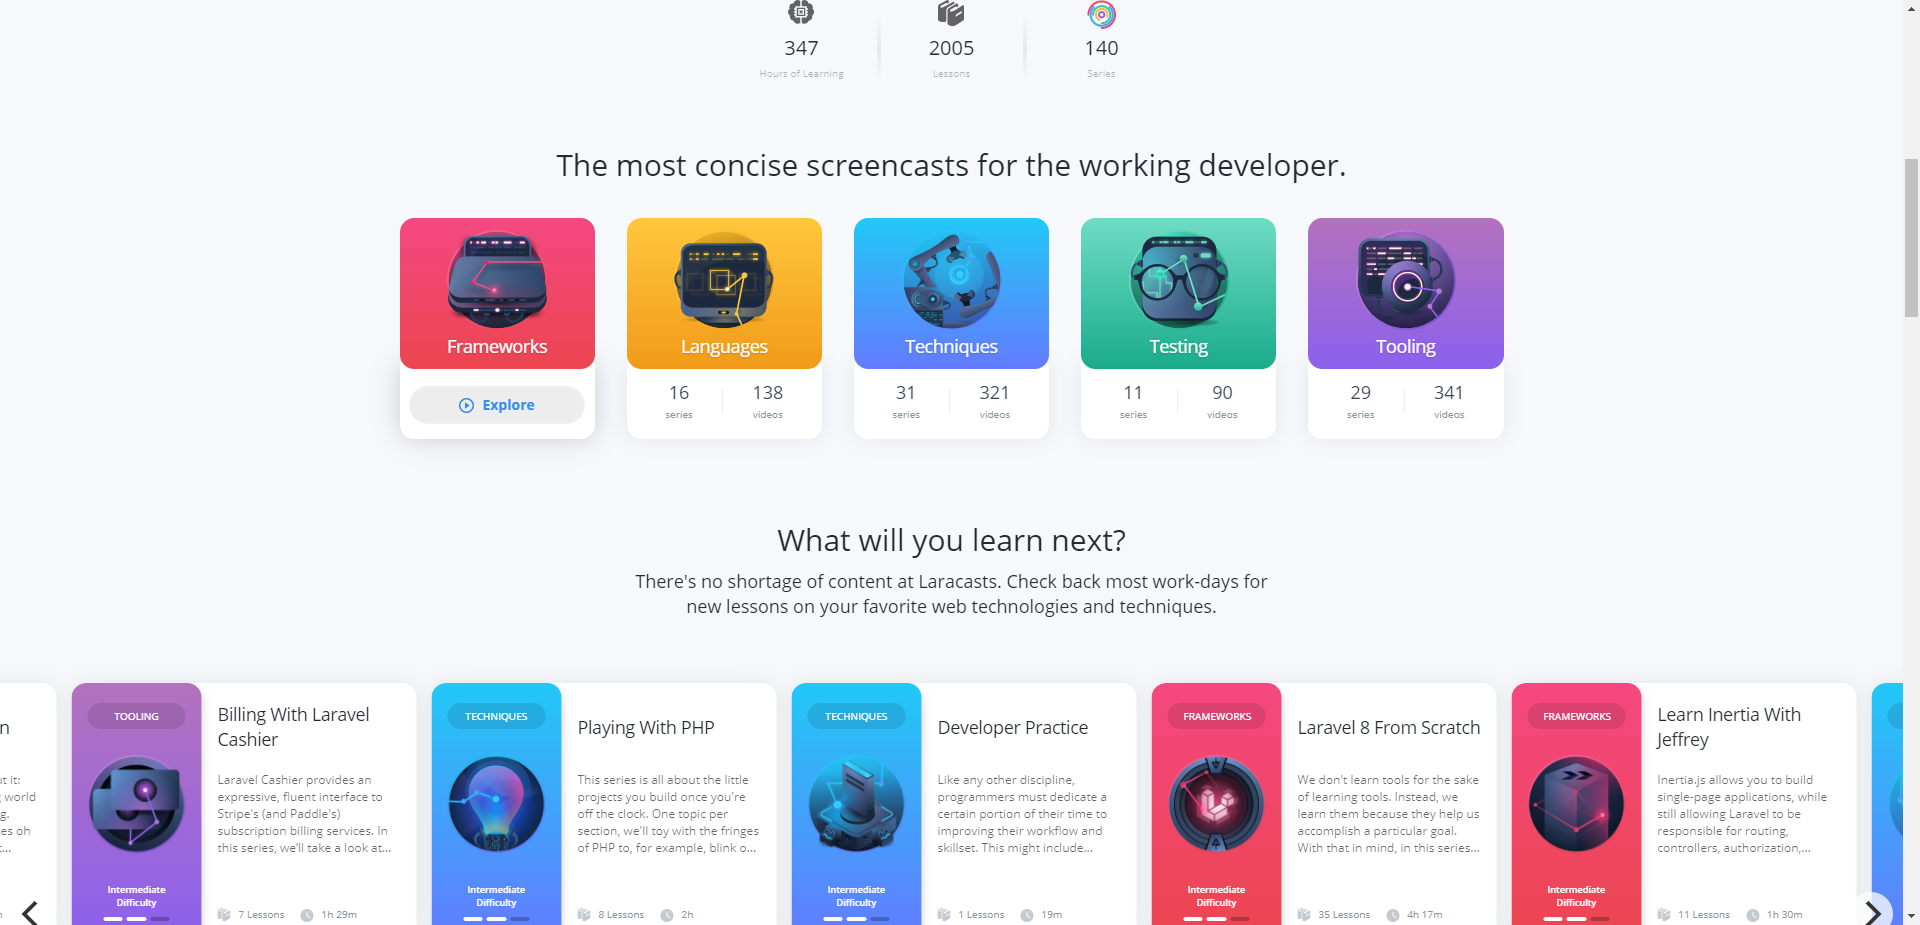 347
Hours of Learning
2005
Lessons
140
Series
The most concise screencasts for the working developer.
Frameworks
Explore
Languages
16
series
138
videos
Techniques
31
series
321
videos
Testing
11
series
90
videos
Tooling
29
series
341
videos
What will you learn next?
There's no shortage of content at Laracasts. Check back most work-days for
new lessons on your favorite web technologies and techniques.
n
t it:
world
g.
es oh
t...
TOOLING
Intermediate
Difficulty
Billing With Laravel
Cashier
Laravel Cashier provides an
expressive, fluent interface to
Stripe's (and Paddle's)
subscription billing services. In
this series, we’ll take a look at...
7 Lessons
1h 29m
TECHNIQUES
Intermediate
Difficulty
Playing With PHP
This series is all about the little
projects you build once you're
off the clock. One topic per
section, we'll toy with the fringes
of PHP to, for example, blink o...
8 Lessons
2h
TECHNIQUES
Intermediate
Difficulty
Developer Practice
Like any other discipline,
programmers must dedicate a
certain portion of their time to
improving their workflow and
skillset. This might include...
1 Lessons
19m
FRAMEWORKS
Intermediate
Difficulty
Laravel 8 From Scratch
We don't learn tools for the sake
of learning tools. Instead, we
learn them because they help us
accomplish a particular goal.
With that in mind, in this series...
35 Lessons
4h 17m
FRAMEWORKS
Intermediate
Difficulty
Learn Inertia With
Jeffrey
Inertia.js allows you to build
single-page applications, while
still allowing Laravel to be
responsible for routing,
controllers, authorization,...
11 Lessons
1h 30m